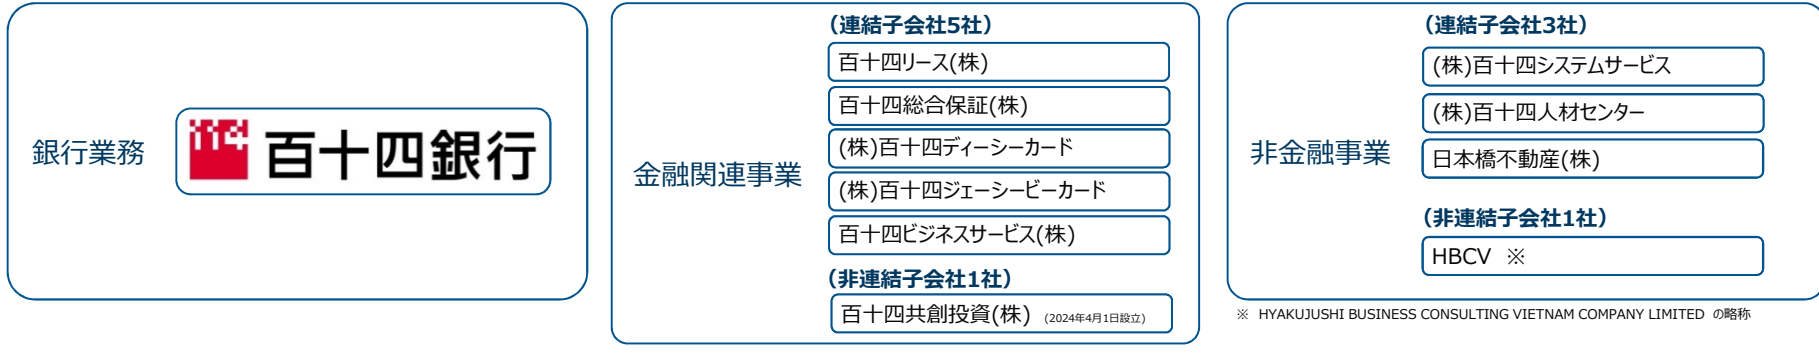 銀行業務
114
百十四銀行
金融関連事業
（連結子会社5社）
百十四リース(株)
百十四総合保証(株)
(株)百十四ディーシーカード
(株)百十四ジェーシービーカード
百十四ビジネスサービス(株)
（非連結子会社1社）
百十四共創投資(株) (2024年4月1日設立)
非金融事業
（連結子会社3社）
(株)百十四システムサービス
(株)百十四人材センター
日本橋不動産(株)
（非連結子会社1社）
HBCV ※
※ HYAKUJUSHI BUSINESS CONSULTING VIETNAM COMPANY LIMITED の略称